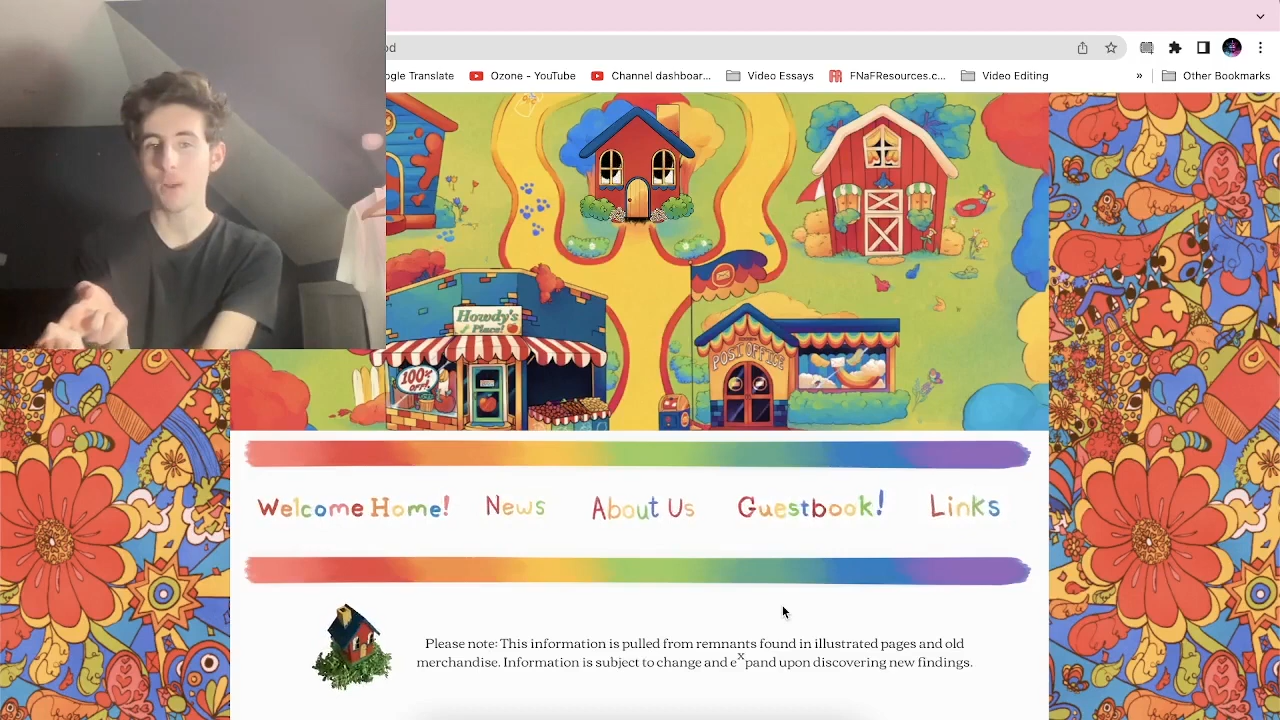 od
ogle Translate
Ozone - YouTube
Channel dashboar...
Video Essays
FNaFResources.c...
Video Editing
»
Other Bookmarks
Howdy's
Place!
100%
OFF!
POST OFFICE
Welcome Home!
News
About Us
Guestbook!
Links
Please note: This information is pulled from remnants found in illustrated pages and old
merchandise. Information is subject to change and expand upon discovering new findings.